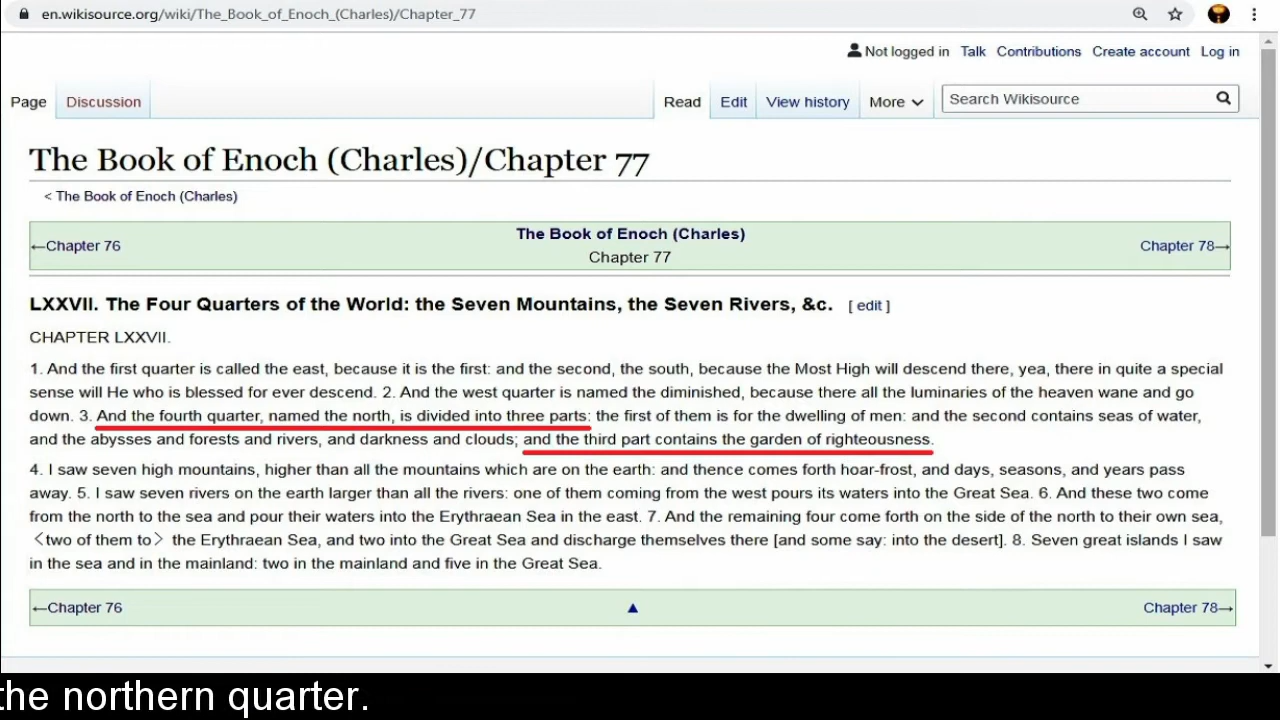 en.wikisource.org/wiki/The_Book_of_Enoch_(Charles)/Chapter_77
Not logged in Talk Contributions Create account Log in
Page Discussion Read Edit View history More Search Wikisource
The Book of Enoch (Charles)/Chapter 77
< The Book of Enoch (Charles)
The Book of Enoch (Charles)
←Chapter 76 Chapter 78→
Chapter 77
LXXVII. The Four Quarters of the World: the Seven Mountains, the Seven Rivers, &c. [ edit ]
CHAPTER LXXVII.
1. And the first quarter is called the east, because it is the first: and the second, the south, because the Most High will descend there, yea, there in quite a special
sense will He who is blessed for ever descend. 2. And the west quarter is named the diminished, because there all the luminaries of the heaven wane and go
down. 3. And the fourth quarter, named the north, is divided into three parts: the first of them is for the dwelling of men: and the second contains seas of water,
and the abysses and forests and rivers, and darkness and clouds; and the third part contains the garden of righteousness.
4. I saw seven high mountains, higher than all the mountains which are on the earth: and thence comes forth hoar-frost, and days, seasons, and years pass
away. 5. I saw seven rivers on the earth larger than all the rivers: one of them coming from the west pours its waters into the Great Sea. 6. And these two come
from the north to the sea and pour their waters into the Erythraean Sea in the east. 7. And the remaining four come forth on the side of the north to their own sea,
〈two of them to〉 the Erythraean Sea, and two into the Great Sea and discharge themselves there [and some say: into the desert]. 8. Seven great islands I saw
in the sea and in the mainland: two in the mainland and five in the Great Sea.
←Chapter 76 ▲ Chapter 78→
the northern quarter.